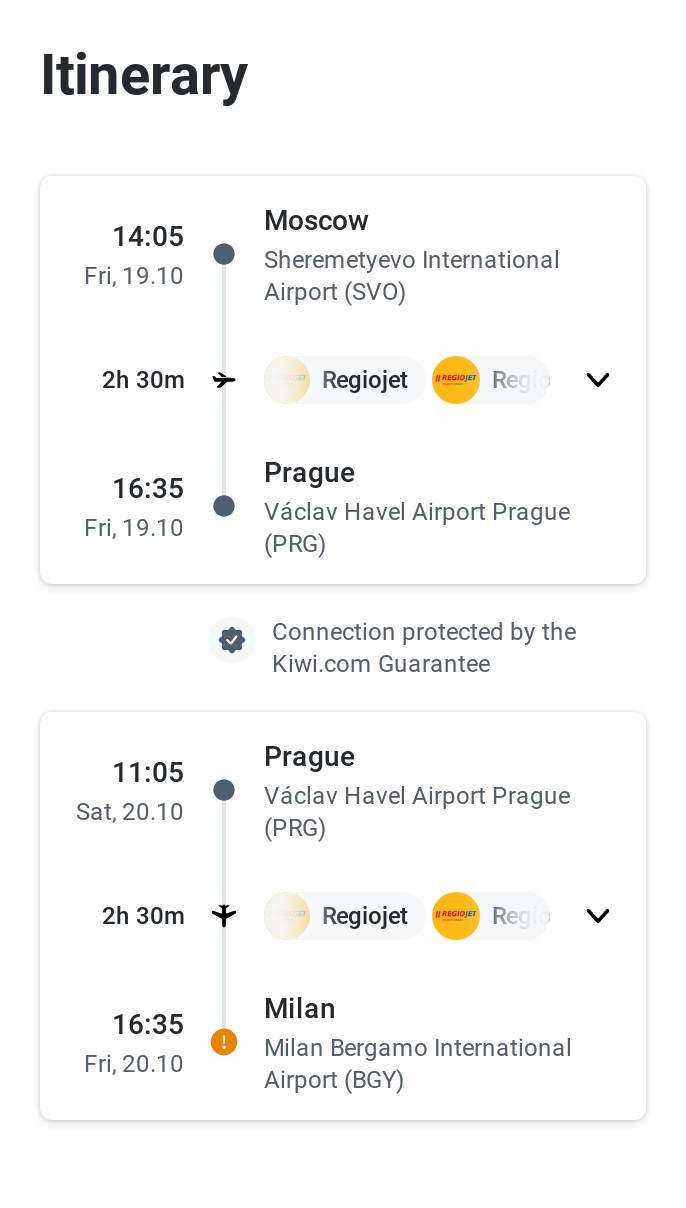 Itinerary
14:05
Fri, 19.10
Moscow
Sheremetyevo International
Airport (SVO)
2h 30m
Regiojet
REGIOJET
Regio
16:35
Fri, 19.10
Prague
Václav Havel Airport Prague
(PRG)
Connection protected by the
Kiwi.com Guarantee
11:05
Sat, 20.10
Prague
Václav Havel Airport Prague
(PRG)
2h 30m
Regiojet
REGIOJET
Regio
16:35
Fri, 20.10
Milan
Milan Bergamo International
Airport (BGY)